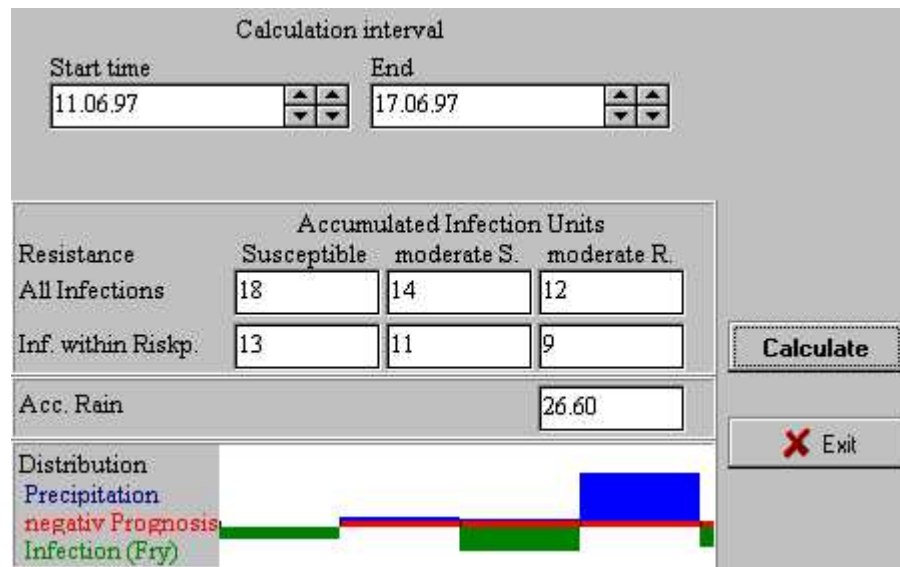 Calculation interval
Start time End
11.06.97 17.06.97
Accumulated Infection Units
Resistance Susceptible moderate S. moderate R.
All Infections 18 14 12
Inf. within Riskp. 13 11 9
Calculate
Acc. Rain 26.60
Exit
Distribution
Precipitation
negativ Prognosis
Infection (Fry)